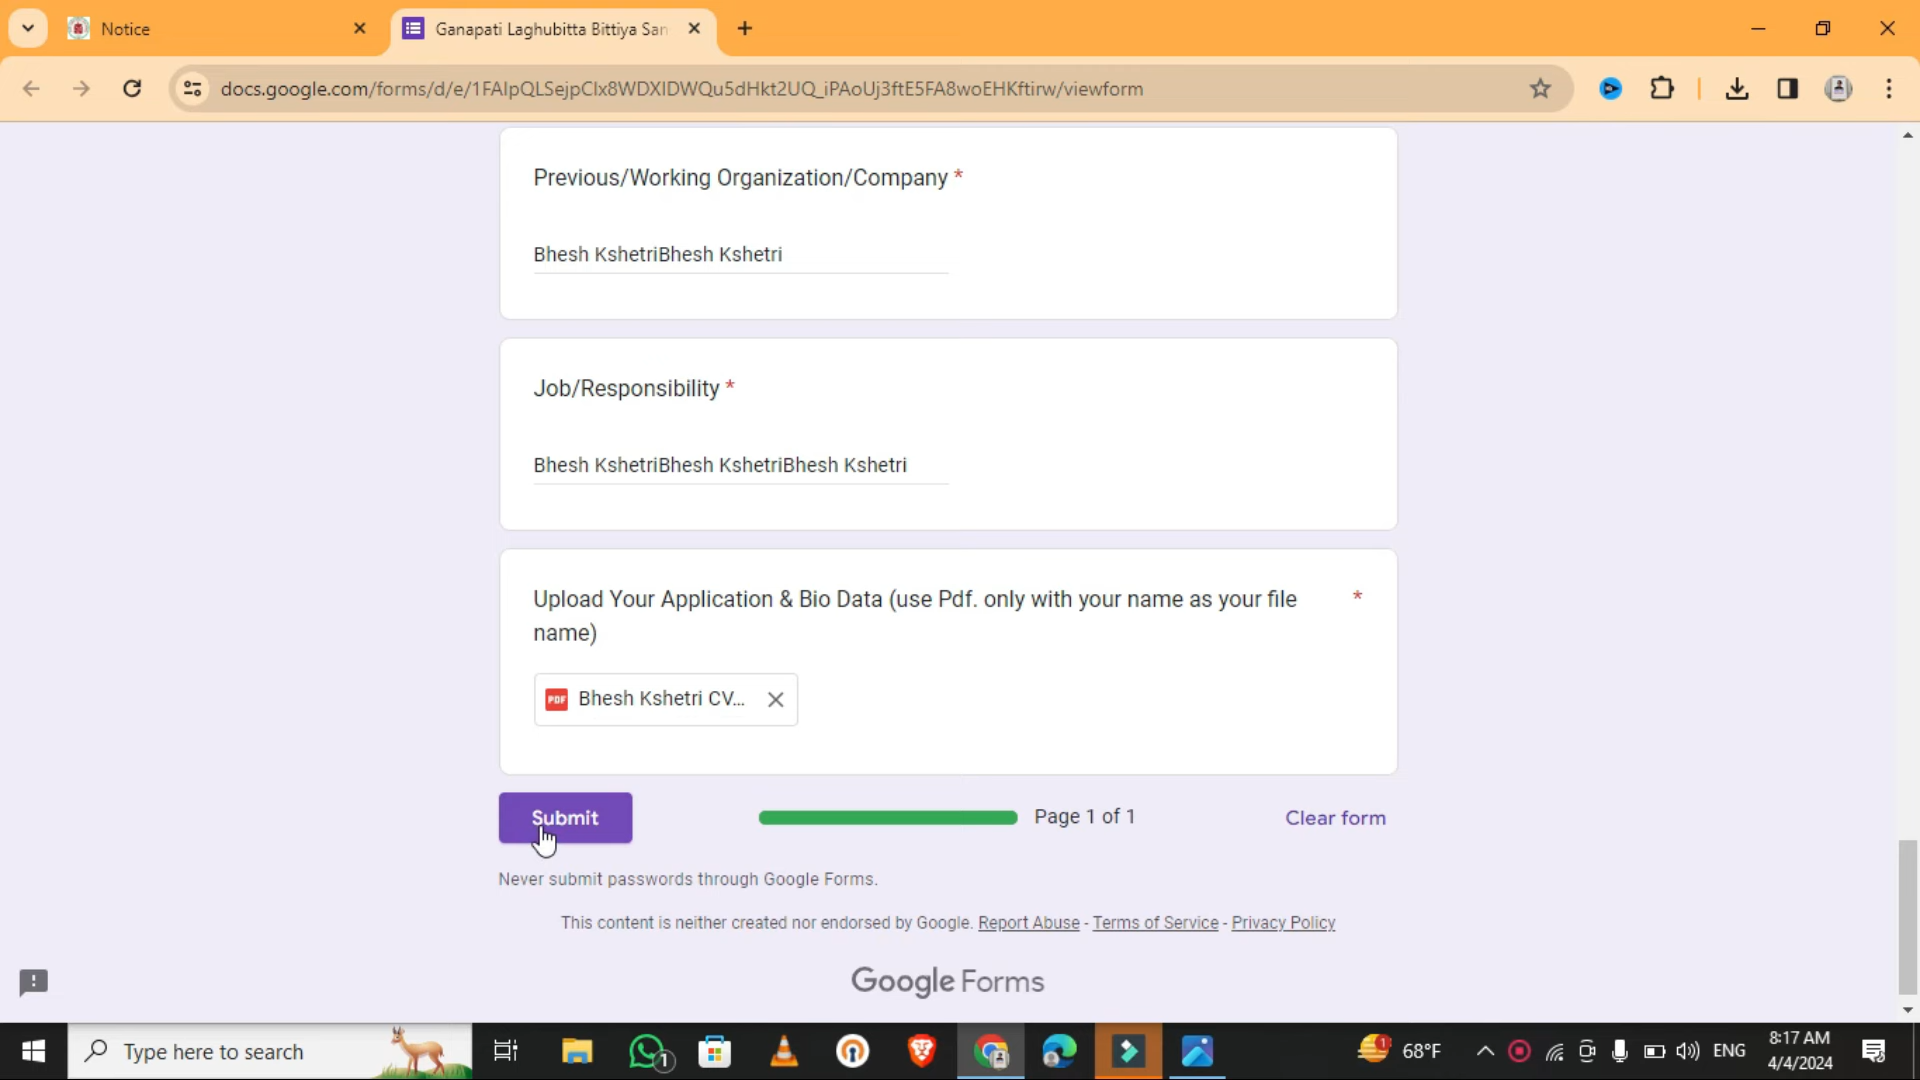 Notice
Ganapati Laghubitta Bittiya San
docs.google.com/forms/d/e/1FAIpQLSejpClx8WDXIDWQu5dHkt2UQ_iPAoUj3ftE5FA8woEHKftirw/viewform
Previous/Working Organization/Company *
Bhesh KshetriBhesh Kshetri
Job/Responsibility *
Bhesh KshetriBhesh KshetriBhesh Kshetri
Upload Your Application & Bio Data (use Pdf. only with your name as your file *
name)
PDF Bhesh Kshetri CV...
Submit
Page 1 of 1
Clear form
Never submit passwords through Google Forms.
This content is neither created nor endorsed by Google. Report Abuse - Terms of Service - Privacy Policy
Google Forms
Type here to search
1
1
68°F
ENG
8:17 AM
4/4/2024